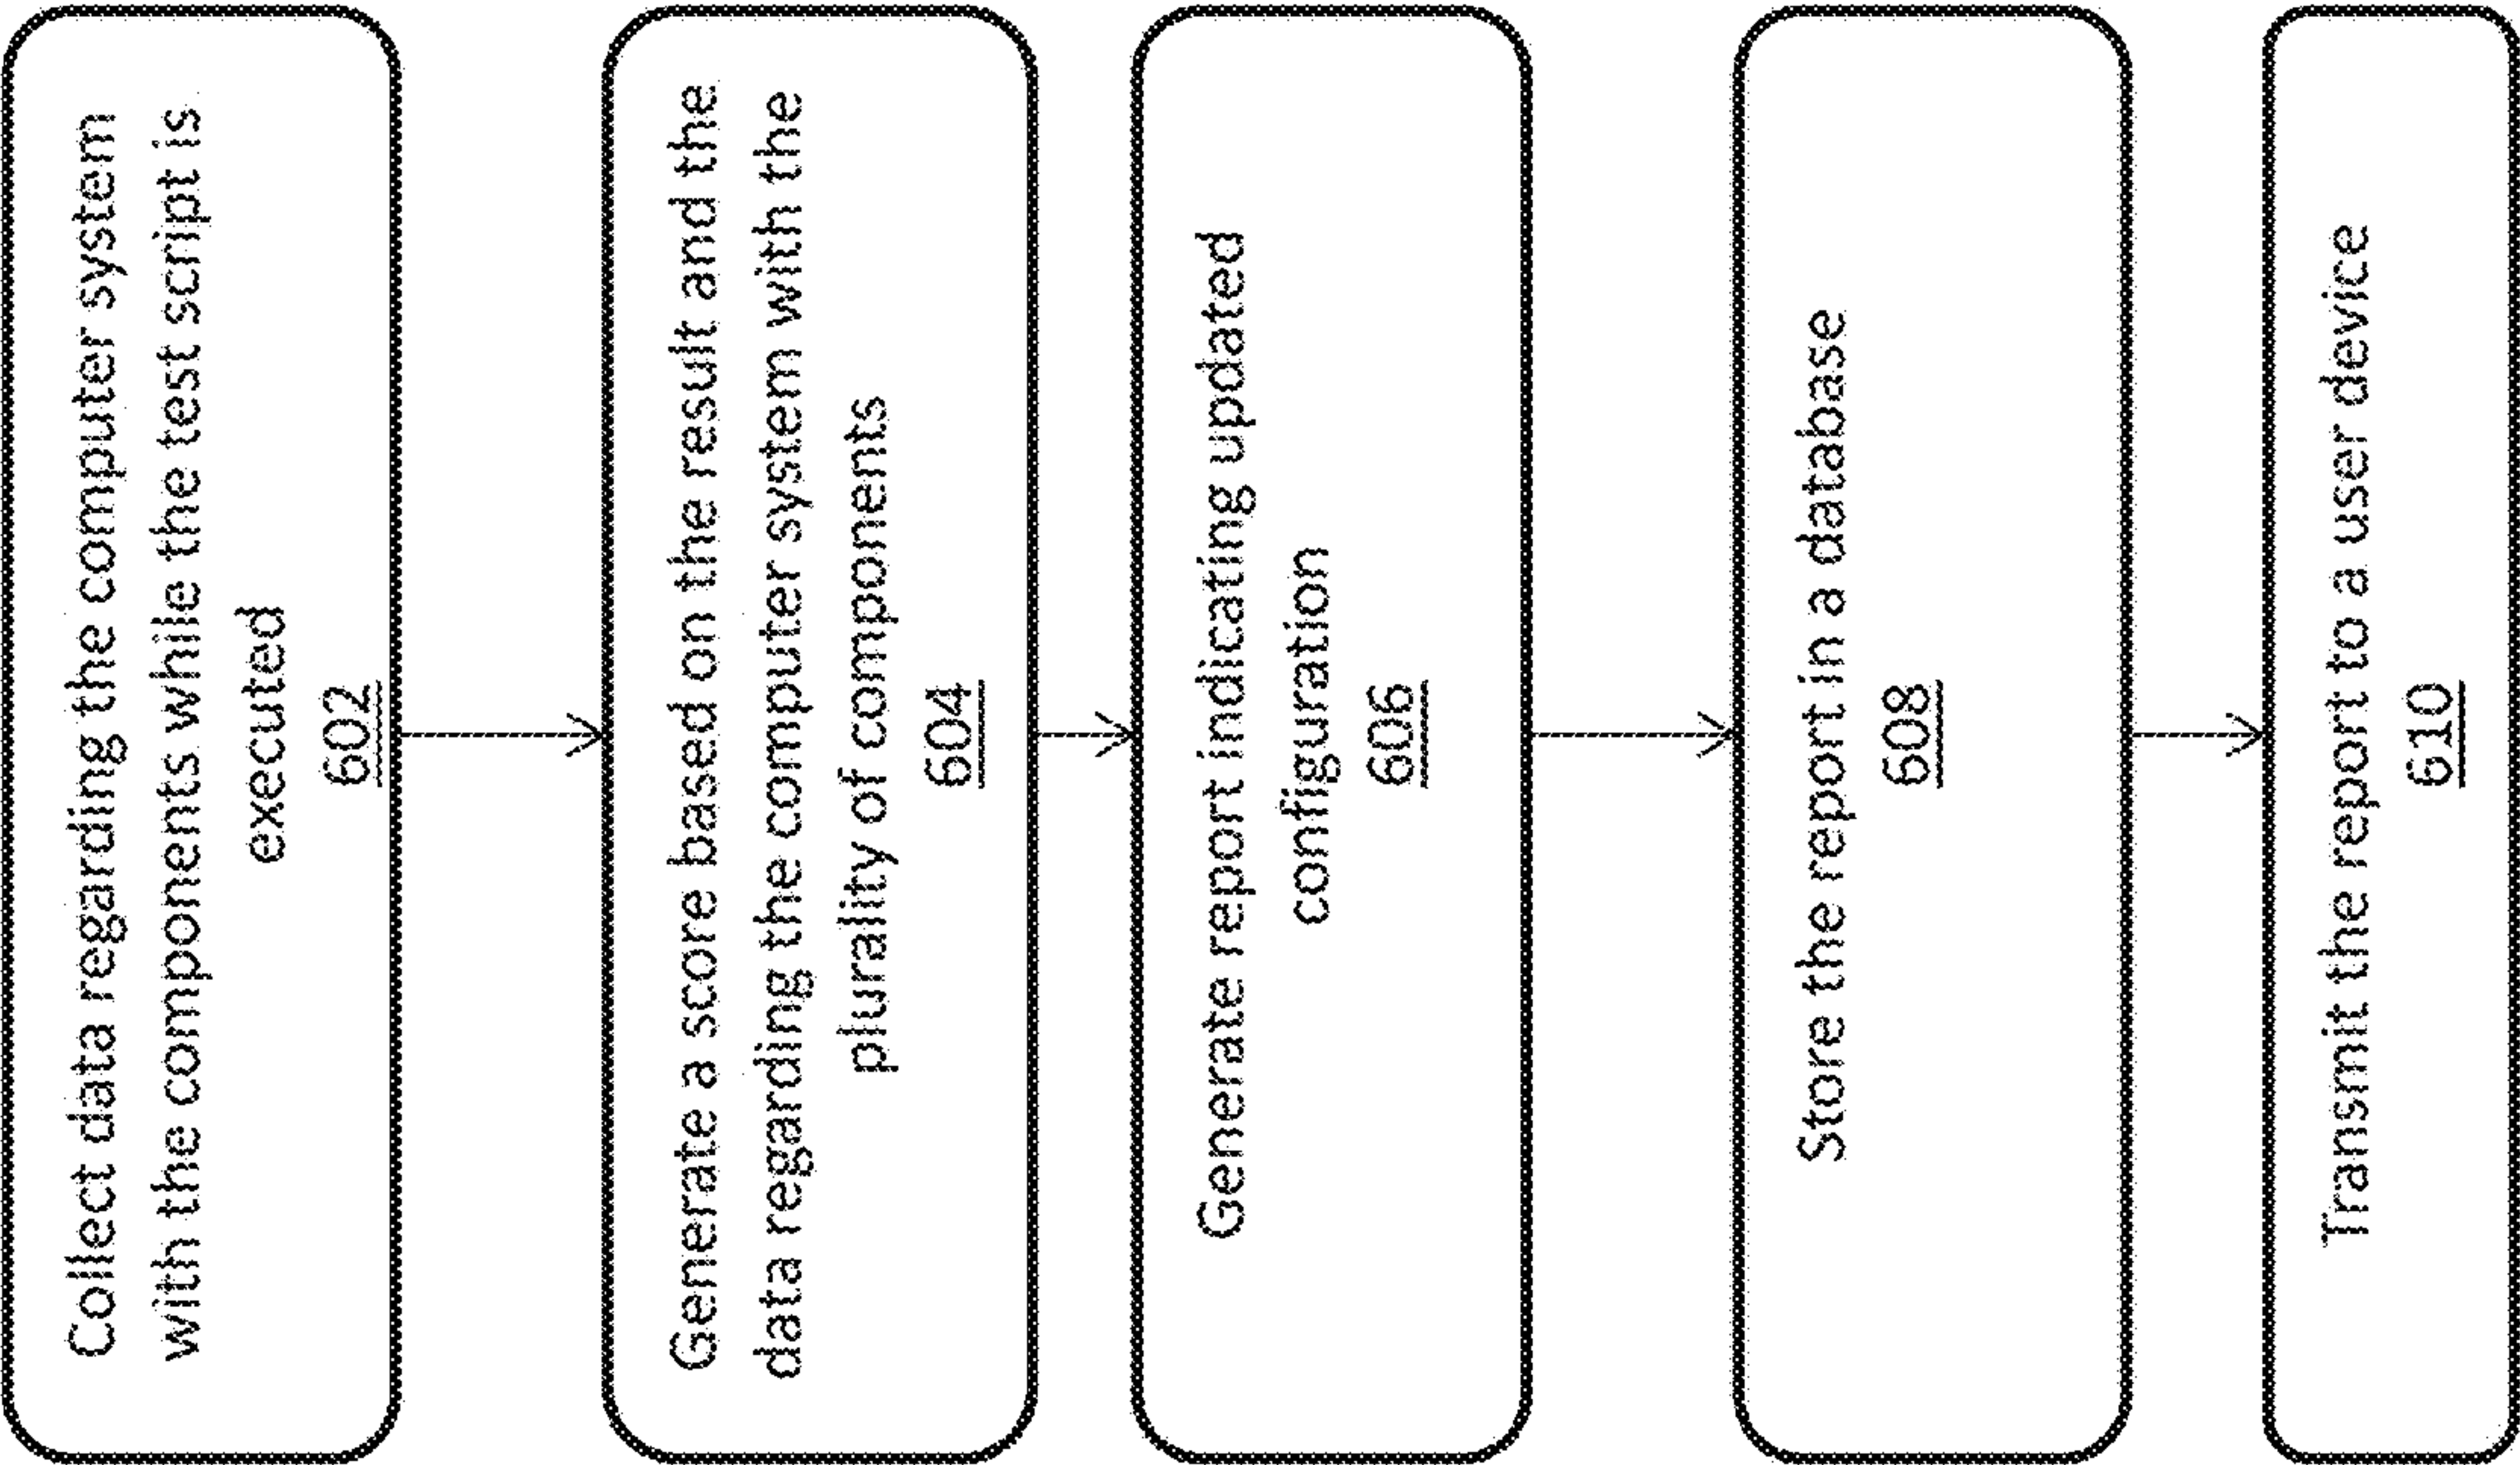 Collect data regarding the computer system
with the components while the test script is
executed
602
Generate a score based on the result and the
data regarding the computer system with the
plurality of components
604
Generate report indicating updated
configuration
606
Store the report in a database
608
Transmit the report to a user device
610